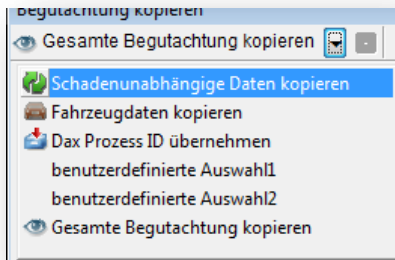 Begutachtung kopieren
Gesamte Begutachtung kopieren
Schadenunabhängige Daten kopieren
Fahrzeugdaten kopieren
Dax Prozess ID übernehmen
benutzerdefinierte Auswahl1
benutzerdefinierte Auswahl2
Gesamte Begutachtung kopieren